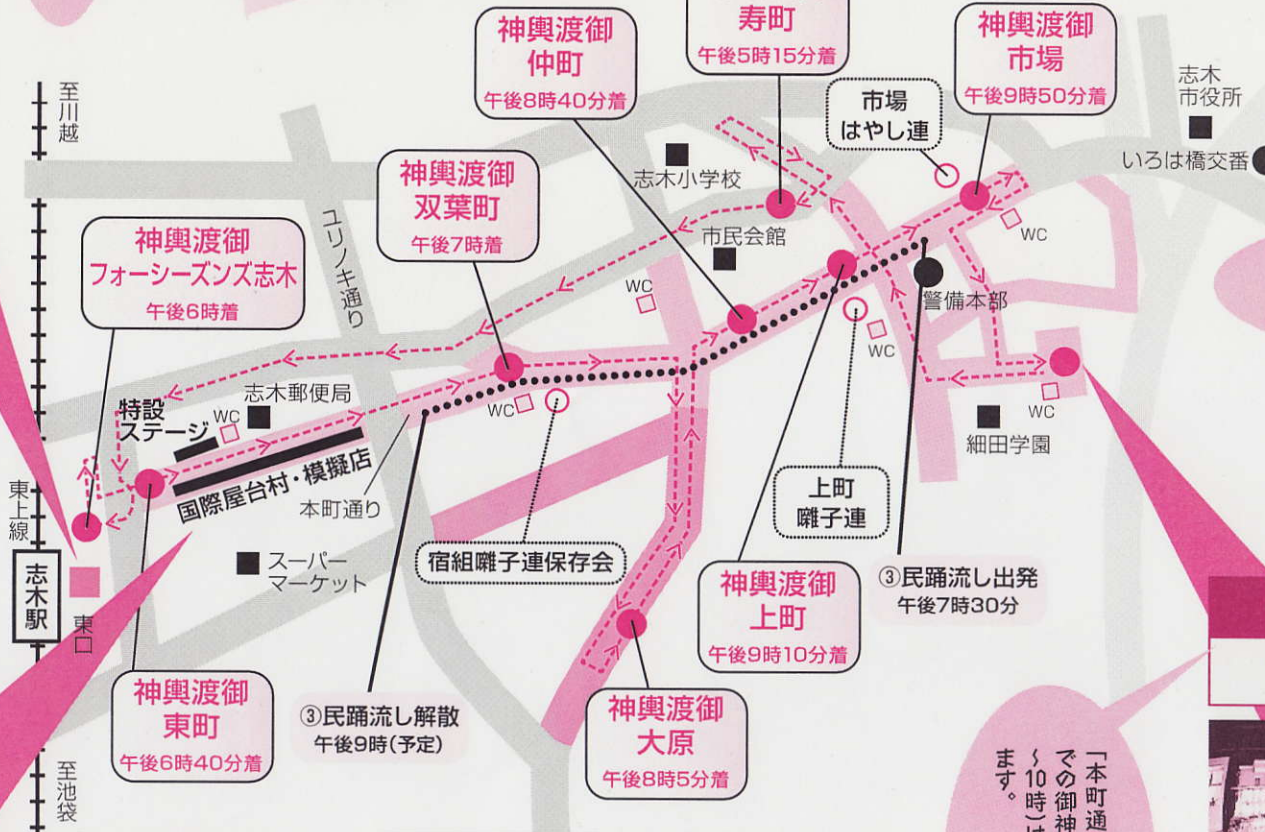 寿町
午後5時15分着
神輿渡御
仲町
午後8時40分着
神輿渡御
市場
午後9時50分着
市場
はやし連
志木
市役所
いろは橋交番
至川越
神輿渡御
双葉町
午後7時着
志木小学校
市民会館
ユリノキ通り
神輿渡御
フォーシーズンズ志木
午後6時着
WC
WC
警備本部
WC
WC
細田学園
特設
ステージ
WC
志木郵便局
WC
国際屋台村・模擬店
本町通り
東上線
志木駅
東口
スーパー
マーケット
宿組囃子連保存会
上町
囃子連
③民踊流し出発
午後7時30分
神輿渡御
上町
午後9時10分着
神輿渡御
東町
午後6時40分着
③民踊流し解散
午後9時(予定)
神輿渡御
大原
午後8時5分着
至池袋
「本町通
での御神
～10時)は
ます。